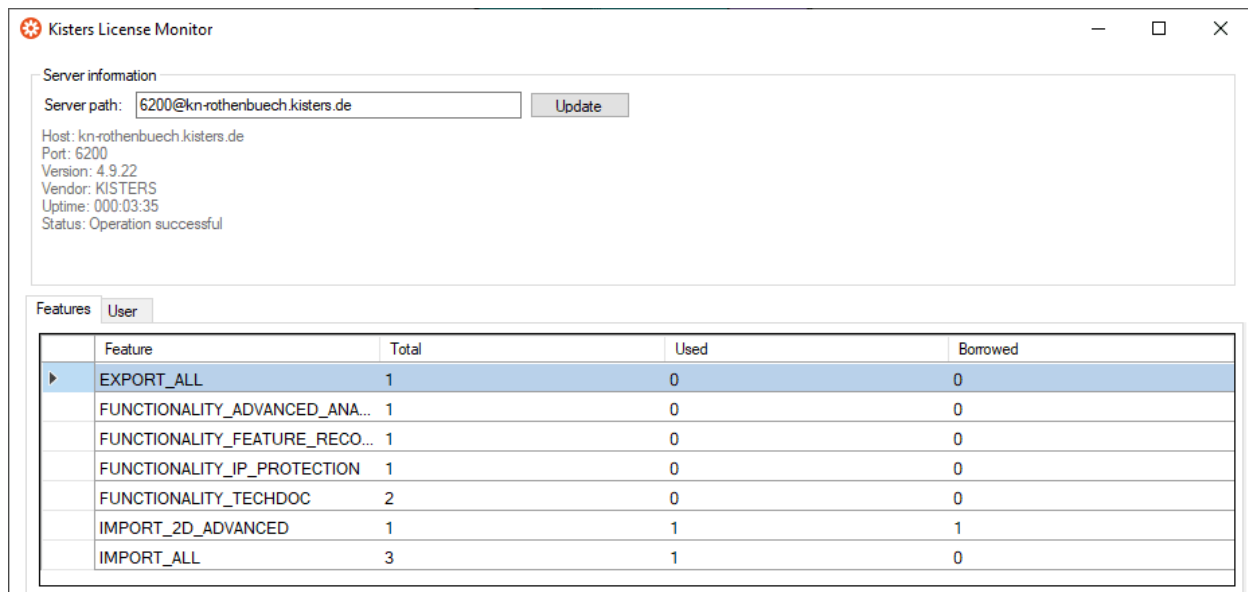 Kisters License Monitor
Server information
Server path: 6200@kn-rothenbuech.kisters.de Update
Host: kn-rothenbuech.kisters.de
Port: 6200
Version: 4.9.22
Vendor: KISTERS
Uptime: 000:03:35
Status: Operation successful
Features User
Feature Total Used Borrowed
EXPORT_ALL 1 0 0
FUNCTIONALITY_ADVANCED_ANA... 1 0 0
FUNCTIONALITY_FEATURE_RECO... 1 0 0
FUNCTIONALITY_IP_PROTECTION 1 0 0
FUNCTIONALITY_TECHDOC 2 0 0
IMPORT_2D_ADVANCED 1 1 1
IMPORT_ALL 3 1 0